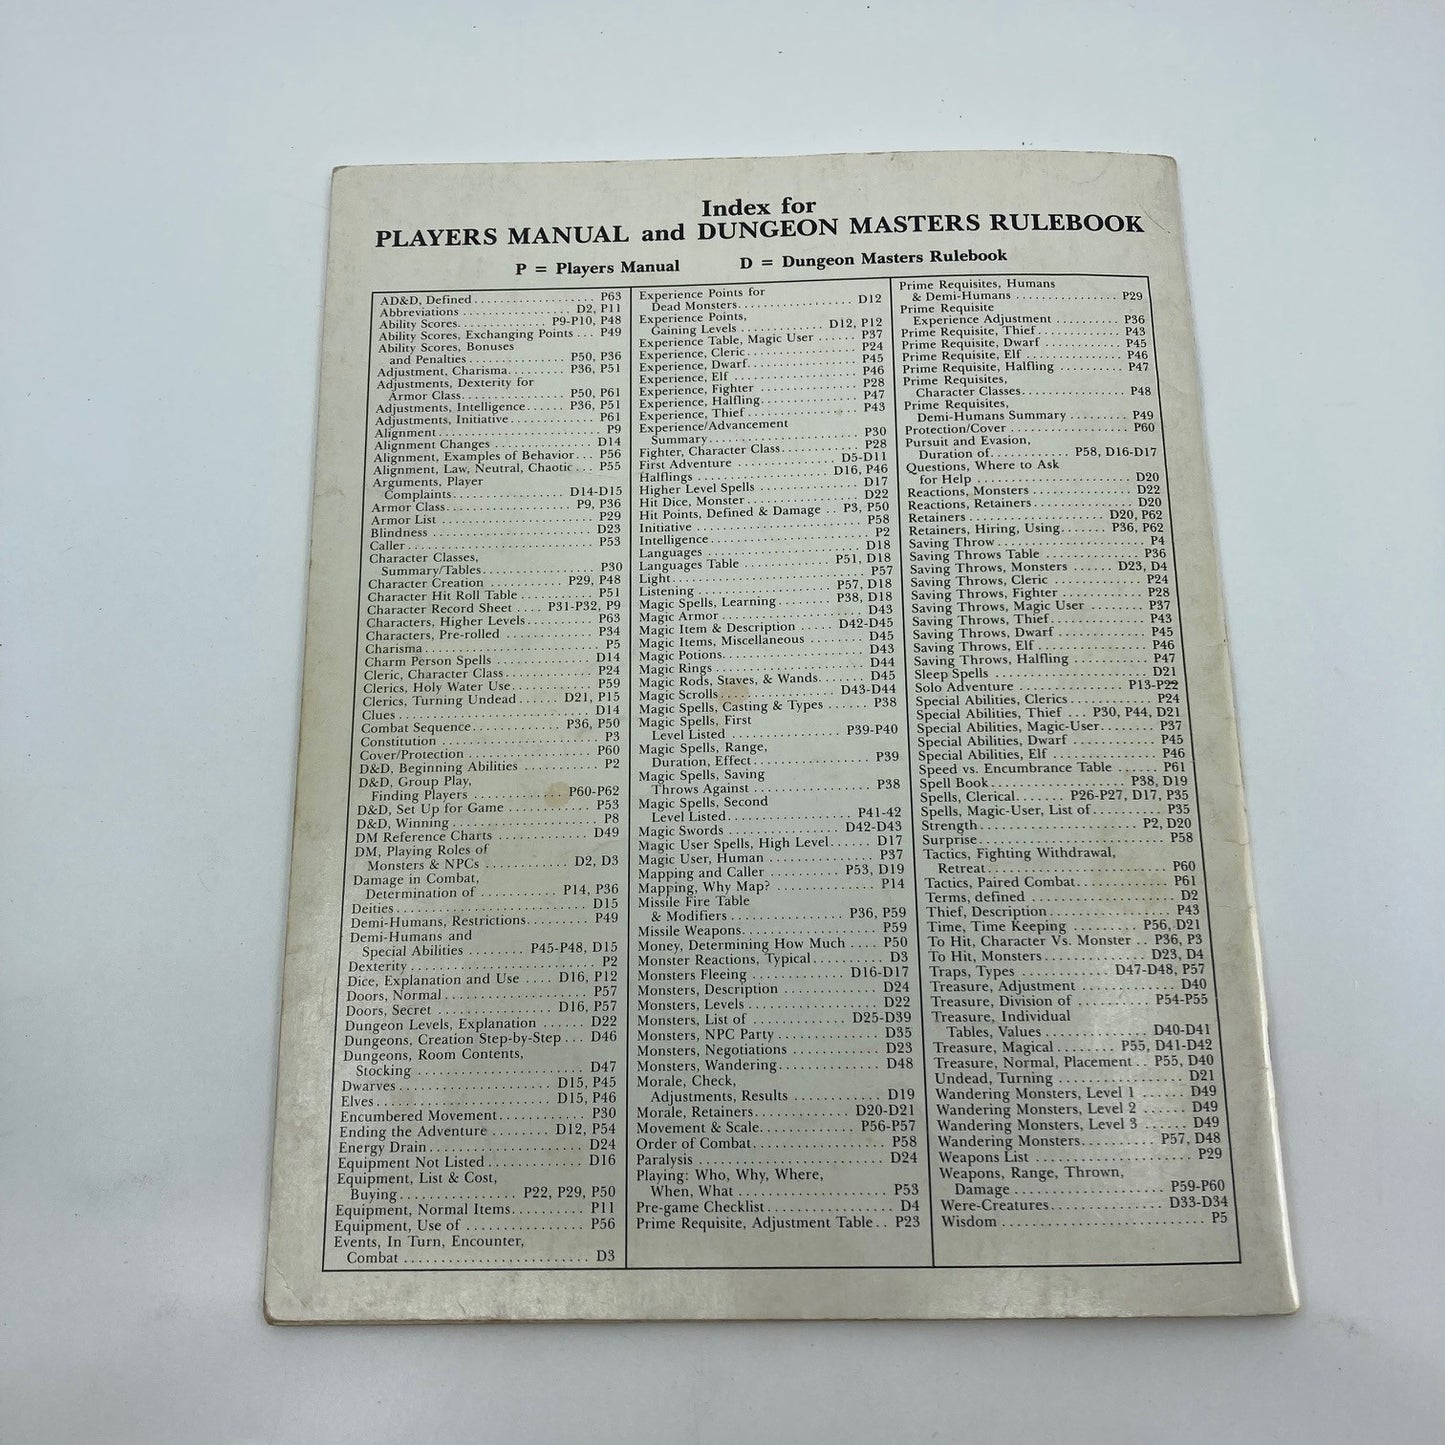 Index for
PLAYERS MANUAL and DUNGEON MASTERS RULEBOOK
P = Players Manual D = Dungeon Masters Rulebook
AD&D, Defined . . . . . P63
Abbreviations . . . . . D2, P11
Ability Scores. . . . . P9-P10, P48
Ability Scores, Exchanging Points . . . P49
Ability Scores, Bonuses
and Penalties . . . . . P50, P36
Adjustment, Charisma. . . . . P36, P51
Adjustments, Dexterity for
Armor Class. . . . . P50, P61
Adjustments, Intelligence. . . . . P36, P51
Adjustments, Initiative. . . . . P61
Alignment. . . . . P9
Alignment Changes . . . . . D14
Alignment, Examples of Behavior. . . P56
Alignment, Law, Neutral, Chaotic . . . P55
Arguments, Player
Complaints. . . . . D14-D15
Armor Class. . . . . P9, P36
Armor List . . . . . P29
Blindness . . . . . D23
Caller . . . . . P53
Character Classes,
Summary/Tables. . . . . P30
Character Creation . . . . . P29, P48
Character Hit Roll Table . . . . . P51
Character Record Sheet . . . . P31-P32, P9
Characters, Higher Levels. . . . . P63
Characters, Pre-rolled . . . . . P34
Charisma. . . . . P5
Charm Person Spells . . . . . D14
Cleric, Character Class. . . . . P24
Clerics, Holy Water Use. . . . . P59
Clerics, Turning Undead . . . . . D21, P15
Clues . . . . . D14
Combat Sequence. . . . . P36, P50
Constitution . . . . . P3
Cover/Protection . . . . . P60
D&D, Beginning Abilities . . . . . P2
D&D, Group Play,
Finding Players . . . . . P60-P62
D&D, Set Up for Game . . . . . P53
D&D, Winning . . . . . P8
DM Reference Charts . . . . . D49
DM, Playing Roles of
Monsters & NPCs . . . . . D2, D3
Damage in Combat,
Determination of . . . . . P14, P36
Deities . . . . . D15
Demi-Humans, Restrictions. . . . . P49
Demi-Humans and
Special Abilities . . . . . P45-P48, D15
Dexterity . . . . . P2
Dice, Explanation and Use . . . . D16, P12
Doors, Normal . . . . . P57
Doors, Secret . . . . . D16, P57
Dungeon Levels, Explanation . . . . . D22
Dungeons, Creation Step-by-Step . . . D46
Dungeons, Room Contents,
Stocking . . . . . D47
Dwarves . . . . . D15, P45
Elves. . . . . D15, P46
Encumbered Movement. . . . . P30
Ending the Adventure . . . . . D12, P54
Energy Drain . . . . . D24
Equipment Not Listed . . . . . D16
Equipment, List & Cost,
Buying . . . . . P22, P29, P50
Equipment, Normal Items. . . . . P11
Equipment, Use of . . . . . P56
Events, In Turn, Encounter,
Combat . . . . . D3
Experience Points for
Dead Monsters. . . . . D12
Experience Points,
Gaining Levels . . . . . D12, P12
Experience Table, Magic User . . . . . P37
Experience, Cleric. . . . . P24
Experience, Dwarf. . . . . P45
Experience, Elf . . . . . P46
Experience, Fighter . . . . . P28
Experience, Halfling. . . . . P47
Experience, Thief . . . . . P43
Experience/Advancement
Summary. . . . . P30
Fighter, Character Class. . . . . P28
First Adventure . . . . . D5-D11
Halflings . . . . . D16, P46
Higher Level Spells . . . . . D17
Hit Dice, Monster . . . . . D22
Hit Points, Defined & Damage . . P3, P50
Initiative . . . . . P58
Intelligence. . . . . P2
Languages . . . . . D18
Languages Table . . . . . P51, D18
Light. . . . . P57
Listening . . . . . P57, D18
Magic Spells, Learning. . . . . P38, D18
Magic Armor . . . . . D43
Magic Item & Description . . . . . D42-D45
Magic Items, Miscellaneous . . . . . D45
Magic Potions. . . . . D43
Magic Rings . . . . . D44
Magic Rods, Staves, & Wands. . . . . D45
Magic Scrolls . . . . . D43-D44
Magic Spells, Casting & Types . . . . . P38
Magic Spells, First
Level Listed . . . . . P39-P40
Magic Spells, Range,
Duration, Effect. . . . . P39
Magic Spells, Saving
Throws Against . . . . . P38
Magic Spells, Second
Level Listed. . . . . P41-42
Magic Swords . . . . . D42-D43
Magic User Spells, High Level. . . . . D17
Magic User, Human . . . . . P37
Mapping and Caller . . . . . P53, D19
Mapping, Why Map? . . . . . P14
Missile Fire Table
& Modifiers . . . . . P36, P59
Missile Weapons. . . . . P59
Money, Determining How Much . . . . P50
Monster Reactions, Typical. . . . . D3
Monsters Fleeing . . . . . D16-D17
Monsters, Description . . . . . D24
Monsters, Levels . . . . . D22
Monsters, List of . . . . . D25-D39
Monsters, NPC Party . . . . . D35
Monsters, Negotiations . . . . . D23
Monsters, Wandering. . . . . D48
Morale, Check,
Adjustments, Results . . . . . D19
Morale, Retainers. . . . . D20-D21
Movement & Scale. . . . . P56-P57
Order of Combat. . . . . P58
Paralysis . . . . . D24
Playing: Who, Why, Where,
When, What . . . . . P53
Pre-game Checklist. . . . . D4
Prime Requisite, Adjustment Table . . P23
Prime Requisites, Humans
& Demi-Humans . . . . . P29
Prime Requisite
Experience Adjustment . . . . . P36
Prime Requisite, Thief. . . . . P43
Prime Requisite, Dwarf . . . . . P45
Prime Requisite, Elf . . . . . P46
Prime Requisite, Halfling . . . . . P47
Prime Requisites,
Character Classes. . . . . P48
Prime Requisites,
Demi-Humans Summary . . . . . P49
Protection/Cover . . . . . P60
Pursuit and Evasion,
Duration of. . . . . P58, D16-D17
Questions, Where to Ask
for Help . . . . . D20
Reactions, Monsters . . . . . D22
Reactions, Retainers. . . . . D20
Retainers . . . . . D20, P62
Retainers, Hiring, Using. . . . . P36, P62
Saving Throw . . . . . P4
Saving Throws Table . . . . . P36
Saving Throws, Monsters . . . . . D23, D4
Saving Throws, Cleric . . . . . P24
Saving Throws, Fighter . . . . . P28
Saving Throws, Magic User . . . . . P37
Saving Throws, Thief. . . . . P43
Saving Throws, Dwarf . . . . . P45
Saving Throws, Elf . . . . . P46
Saving Throws, Halfling . . . . . P47
Sleep Spells . . . . . D21
Solo Adventure . . . . . P13-P22
Special Abilities, Clerics. . . . . P24
Special Abilities, Thief . . . P30, P44, D21
Special Abilities, Magic-User. . . . . P37
Special Abilities, Dwarf . . . . . P45
Special Abilities, Elf . . . . . P46
Speed vs. Encumbrance Table . . . . . P61
Spell Book. . . . . P38, D19
Spells, Clerical. . . . . P26-P27, D17, P35
Spells, Magic-User, List of. . . . . P35
Strength . . . . . P2, D20
Surprise. . . . . P58
Tactics, Fighting Withdrawal,
Retreat. . . . . P60
Tactics, Paired Combat. . . . . P61
Terms, defined . . . . . D2
Thief, Description. . . . . P43
Time, Time Keeping . . . . . P56, D21
To Hit, Character Vs. Monster . . P36, P3
To Hit, Monsters. . . . . D23, D4
Traps, Types . . . . . D47-D48, P57
Treasure, Adjustment . . . . . D40
Treasure, Division of . . . . . P54-P55
Treasure, Individual
Tables, Values . . . . . D40-D41
Treasure, Magical . . . . . P55, D41-D42
Treasure, Normal, Placement . . P55, D40
Undead, Turning . . . . . D21
Wandering Monsters, Level 1 . . . . . D49
Wandering Monsters, Level 2 . . . . . D49
Wandering Monsters, Level 3 . . . . . D49
Wandering Monsters. . . . . P57, D48
Weapons List . . . . . P29
Weapons, Range, Thrown,
Damage . . . . . P59-P60
Were-Creatures. . . . . D33-D34
Wisdom . . . . . P5